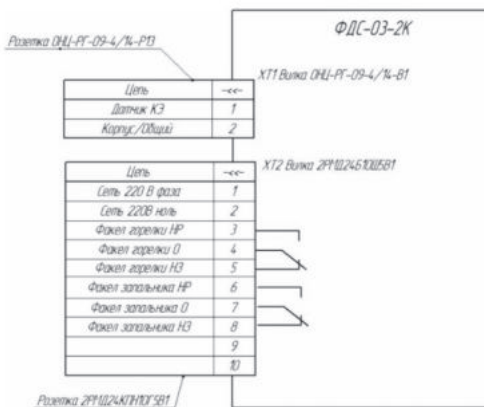 ФДС-03-2К
Розетка ОНЦ-РГ-09-4/14-Р13
ХТ1 Вилка ОНЦ-РГ-09-4/14-В1
Цепь -<<-
Датчик КЭ 1
Корпус/Общий 2
ХТ2 Вилка 2РМД24Б10Ш5В1
Цепь -<<-
Сеть 220 В фаза 1
Сеть 220В ноль 2
Факел горелки НР 3
Факел горелки О 4
Факел горелки НЗ 5
Факел запальника НР 6
Факел запальника О 7
Факел запальника НЗ 8
9
10
Розетка 2РМД24КПН10Г5В1